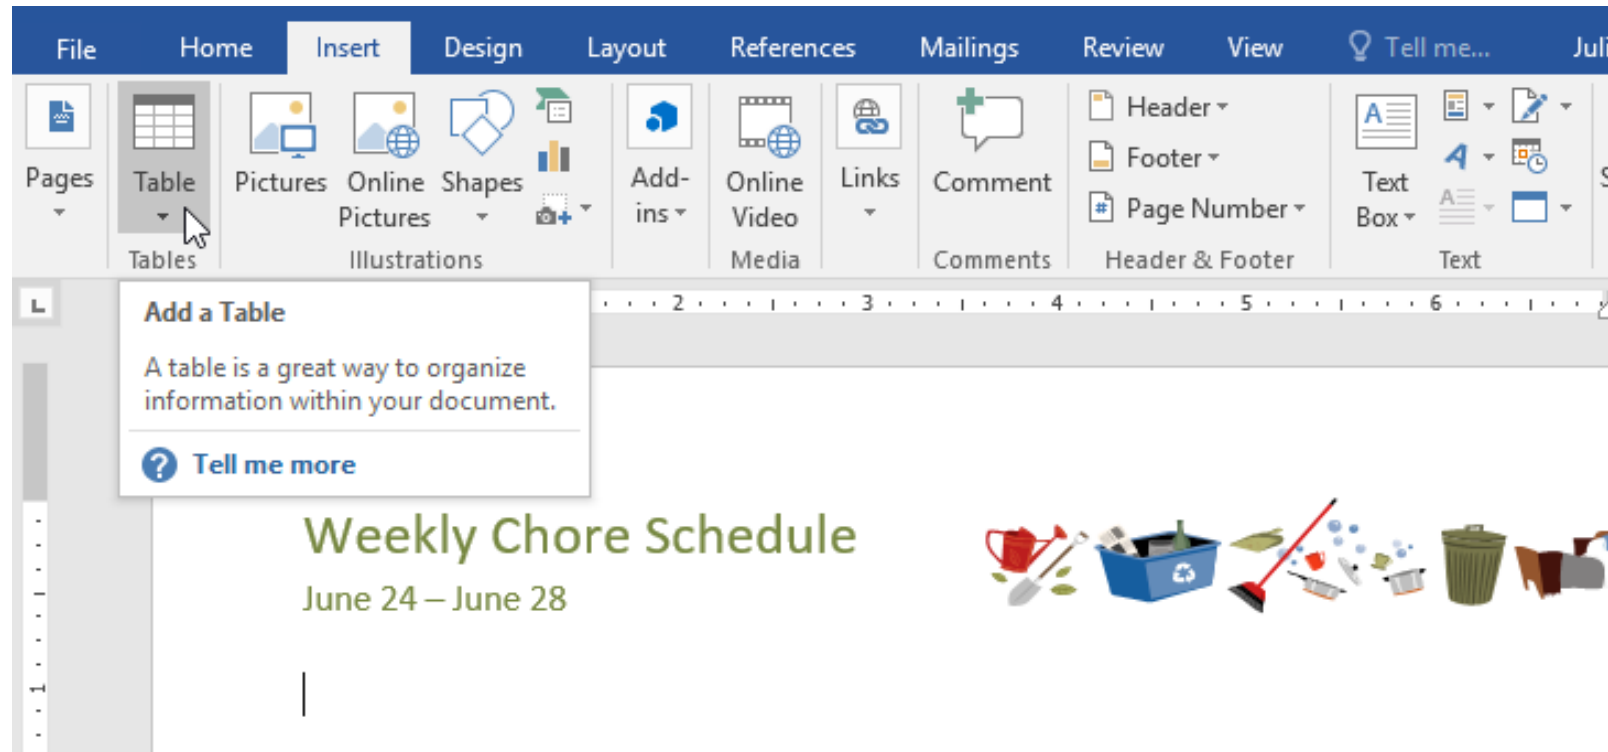 File Home Insert Design Layout References Mailings Review View Tell me...
Pages Table Pictures Online Pictures Shapes Add-ins Online Video Links Comment Header Footer Page Number Text Box
Tables Illustrations Media Comments Header & Footer Text
L 2 3 4 5 6
Add a Table
A table is a great way to organize
information within your document.
? Tell me more
Weekly Chore Schedule
June 24 – June 28
1